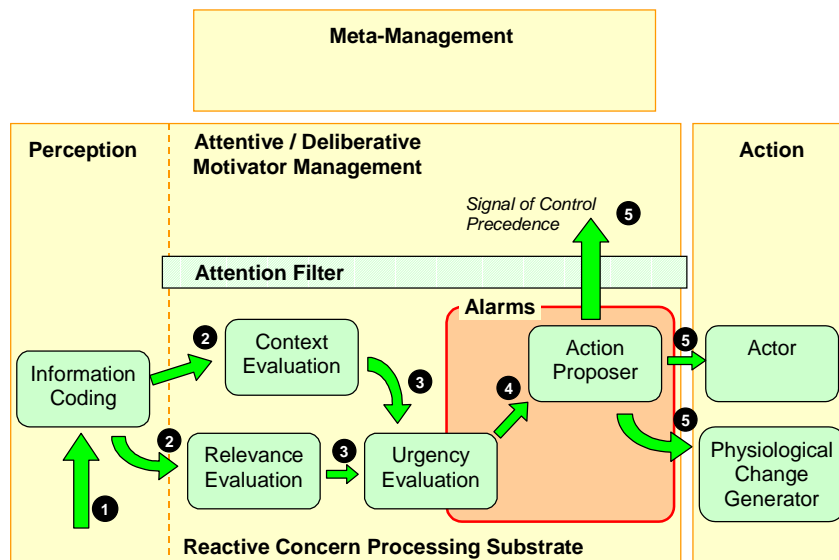 Meta-Management
Perception
Attentive / Deliberative
Motivator Management
Action
Signal of Control
Precedence
5
Attention Filter
Alarms
2
Context
Evaluation
Action
Proposer
5
Actor
Information
Coding
3
4
2
Relevance
Evaluation
3
Urgency
Evaluation
5
Physiological
Change
Generator
1
Reactive Concern Processing Substrate